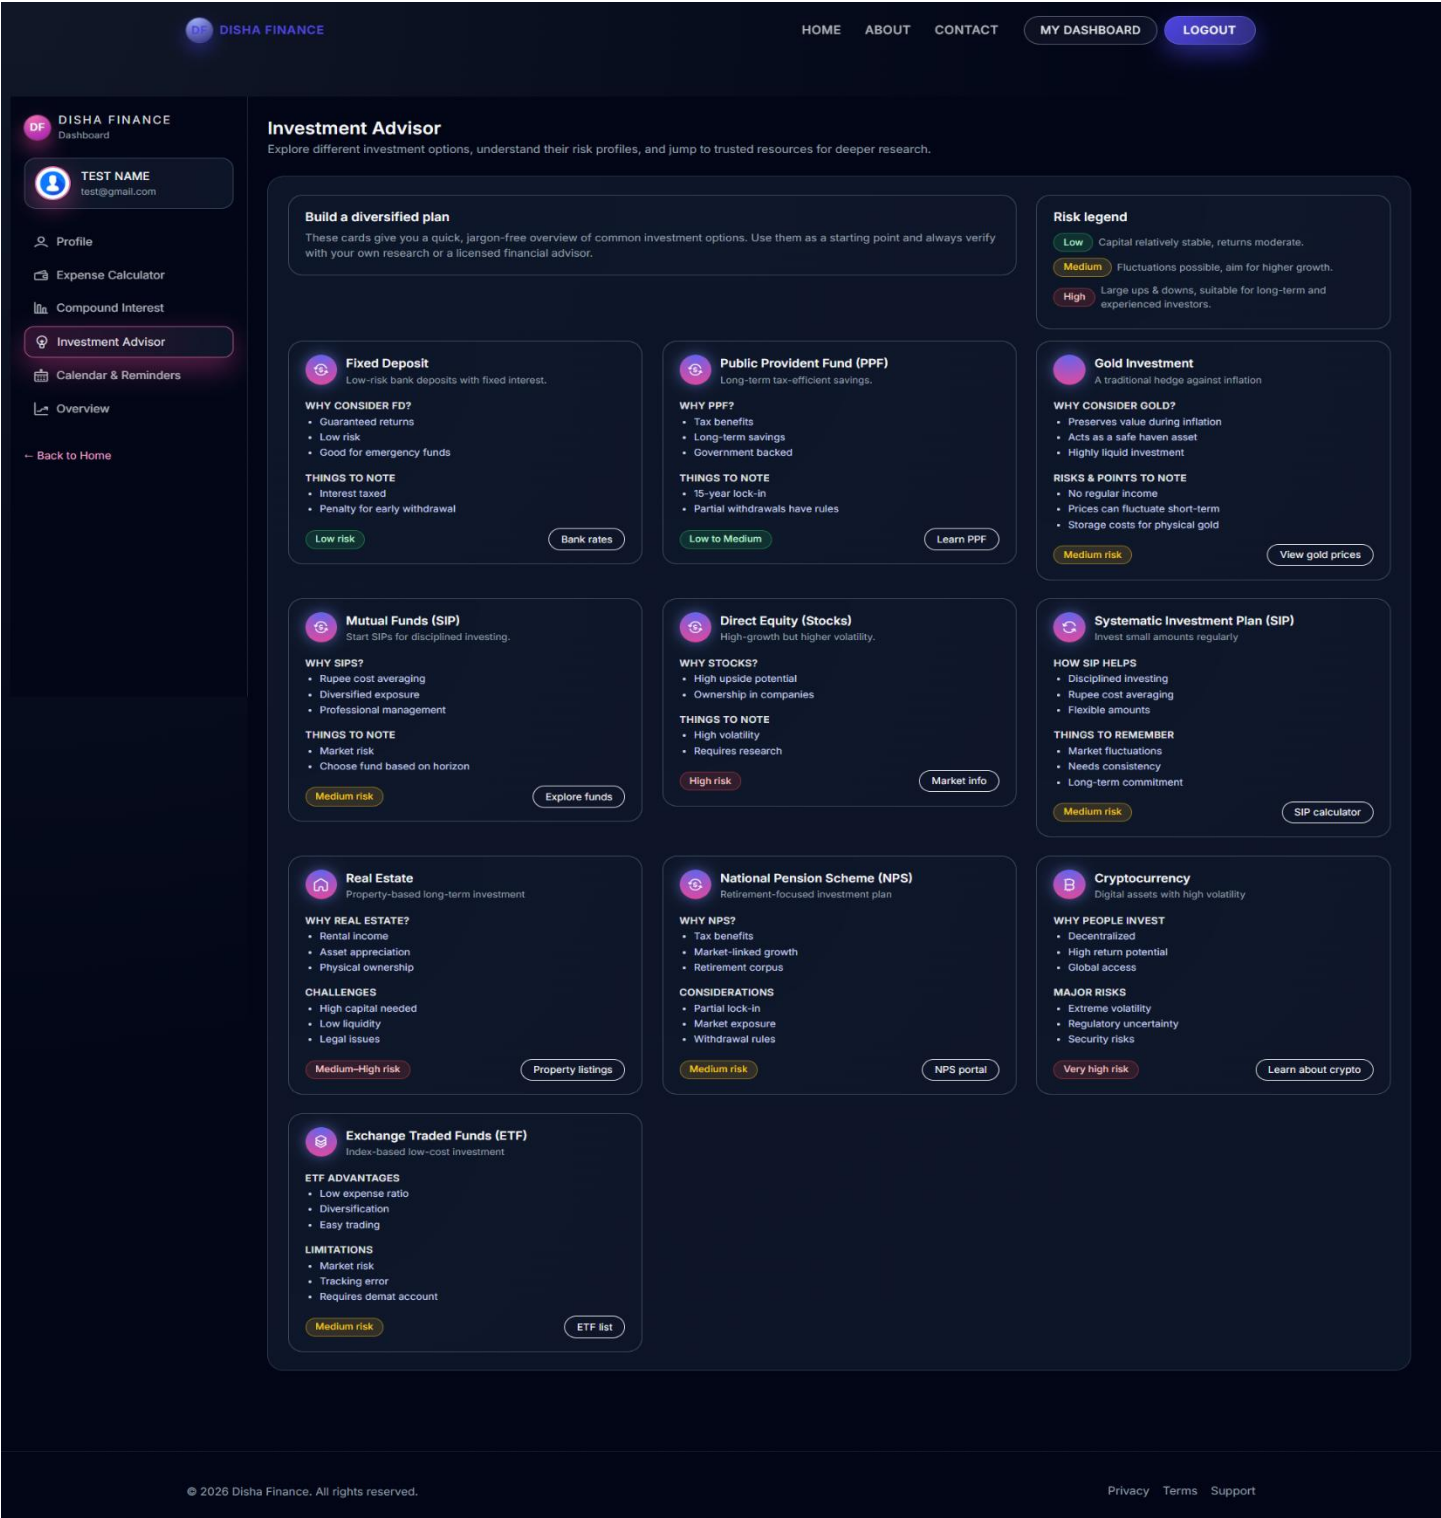 DF DISHA FINANCE
HOME ABOUT CONTACT MY DASHBOARD LOGOUT
DF DISHA FINANCE
Dashboard
TEST NAME
test@gmail.com
Profile
Expense Calculator
Compound Interest
Investment Advisor
Calendar & Reminders
Overview
← Back to Home
Investment Advisor
Explore different investment options, understand their risk profiles, and jump to trusted resources for deeper research.
Build a diversified plan
These cards give you a quick, jargon-free overview of common investment options. Use them as a starting point and always verify
with your own research or a licensed financial advisor.
Risk legend
Low Capital relatively stable, returns moderate.
Medium Fluctuations possible, aim for higher growth.
High Large ups & downs, suitable for long-term and
experienced investors.
Fixed Deposit
Low-risk bank deposits with fixed interest.
WHY CONSIDER FD?
• Guaranteed returns
• Low risk
• Good for emergency funds
THINGS TO NOTE
• Interest taxed
• Penalty for early withdrawal
Low risk Bank rates
Public Provident Fund (PPF)
Long-term tax-efficient savings.
WHY PPF?
• Tax benefits
• Long-term savings
• Government backed
THINGS TO NOTE
• 15-year lock-in
• Partial withdrawals have rules
Low to Medium Learn PPF
Gold Investment
A traditional hedge against inflation
WHY CONSIDER GOLD?
• Preserves value during inflation
• Acts as a safe haven asset
• Highly liquid investment
RISKS & POINTS TO NOTE
• No regular income
• Prices can fluctuate short-term
• Storage costs for physical gold
Medium risk View gold prices
Mutual Funds (SIP)
Start SIPs for disciplined investing.
WHY SIPS?
• Rupee cost averaging
• Diversified exposure
• Professional management
THINGS TO NOTE
• Market risk
• Choose fund based on horizon
Medium risk Explore funds
Direct Equity (Stocks)
High-growth but higher volatility.
WHY STOCKS?
• High upside potential
• Ownership in companies
THINGS TO NOTE
• High volatility
• Requires research
High risk Market info
Systematic Investment Plan (SIP)
Invest small amounts regularly
HOW SIP HELPS
• Disciplined investing
• Rupee cost averaging
• Flexible amounts
THINGS TO REMEMBER
• Market fluctuations
• Needs consistency
• Long-term commitment
Medium risk SIP calculator
Real Estate
Property-based long-term investment
WHY REAL ESTATE?
• Rental income
• Asset appreciation
• Physical ownership
CHALLENGES
• High capital needed
• Low liquidity
• Legal issues
Medium–High risk Property listings
National Pension Scheme (NPS)
Retirement-focused investment plan
WHY NPS?
• Tax benefits
• Market-linked growth
• Retirement corpus
CONSIDERATIONS
• Partial lock-in
• Market exposure
• Withdrawal rules
Medium risk NPS portal
Cryptocurrency
Digital assets with high volatility
WHY PEOPLE INVEST
• Decentralized
• High return potential
• Global access
MAJOR RISKS
• Extreme volatility
• Regulatory uncertainty
• Security risks
Very high risk Learn about crypto
Exchange Traded Funds (ETF)
Index-based low-cost investment
ETF ADVANTAGES
• Low expense ratio
• Diversification
• Easy trading
LIMITATIONS
• Market risk
• Tracking error
• Requires demat account
Medium risk ETF list
© 2026 Disha Finance. All rights reserved.
Privacy Terms Support